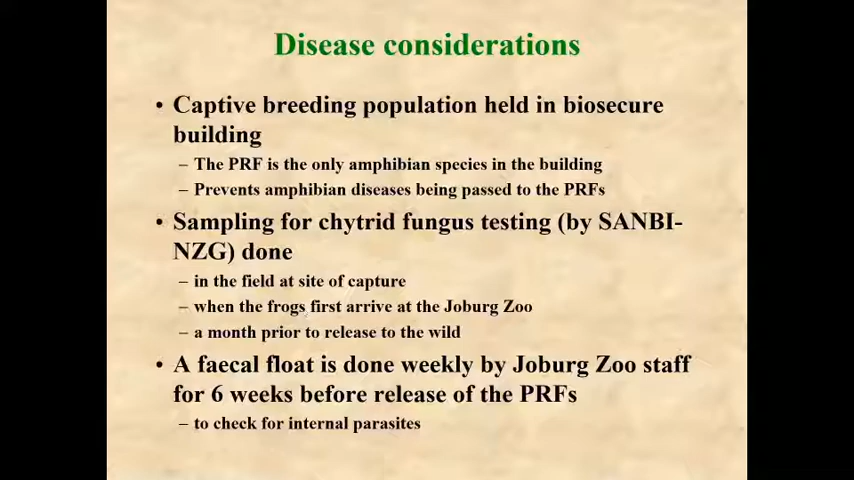 Disease considerations
• Captive breeding population held in biosecure
building
– The PRF is the only amphibian species in the building
– Prevents amphibian diseases being passed to the PRFs
• Sampling for chytrid fungus testing (by SANBI-
NZG) done
– in the field at site of capture
– when the frogs first arrive at the Joburg Zoo
– a month prior to release to the wild
• A faecal float is done weekly by Joburg Zoo staff
for 6 weeks before release of the PRFs
– to check for internal parasites